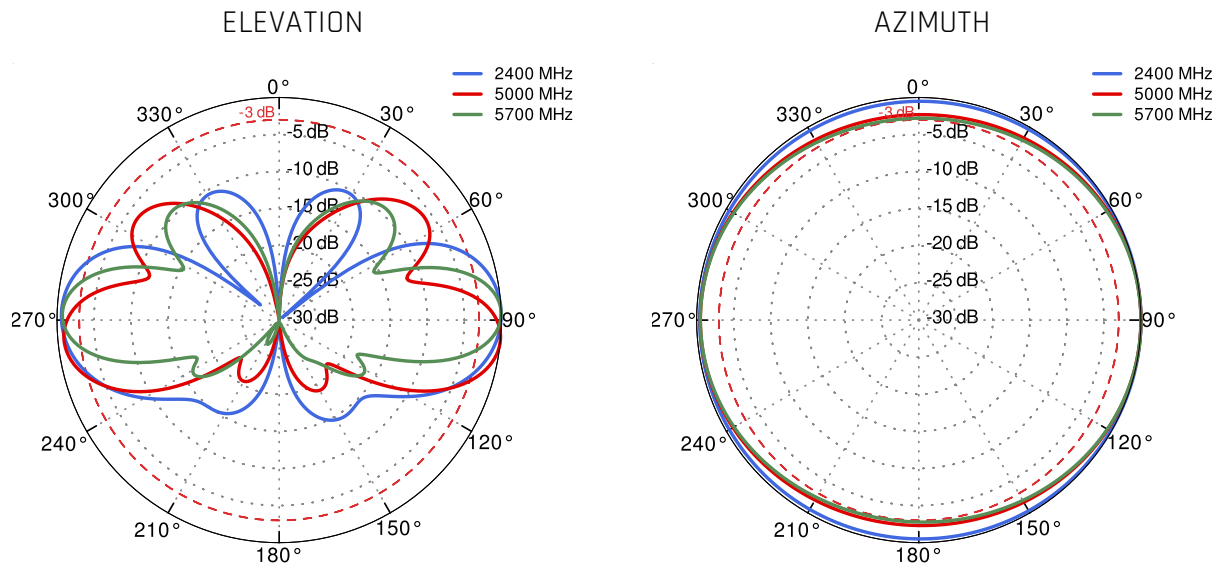 ELEVATION
2400 MHz
5000 MHz
5700 MHz
0°
330°
-3 dB
30°
-5 dB
-10 dB
300°
60°
-15 dB
-20 dB
-25 dB
270°
-30 dB
90°
240°
120°
210°
150°
180°
AZIMUTH
2400 MHz
5000 MHz
5700 MHz
0°
330°
-3 dB
30°
-5 dB
-10 dB
300°
60°
-15 dB
-20 dB
-25 dB
270°
-30 dB
90°
240°
120°
210°
150°
180°